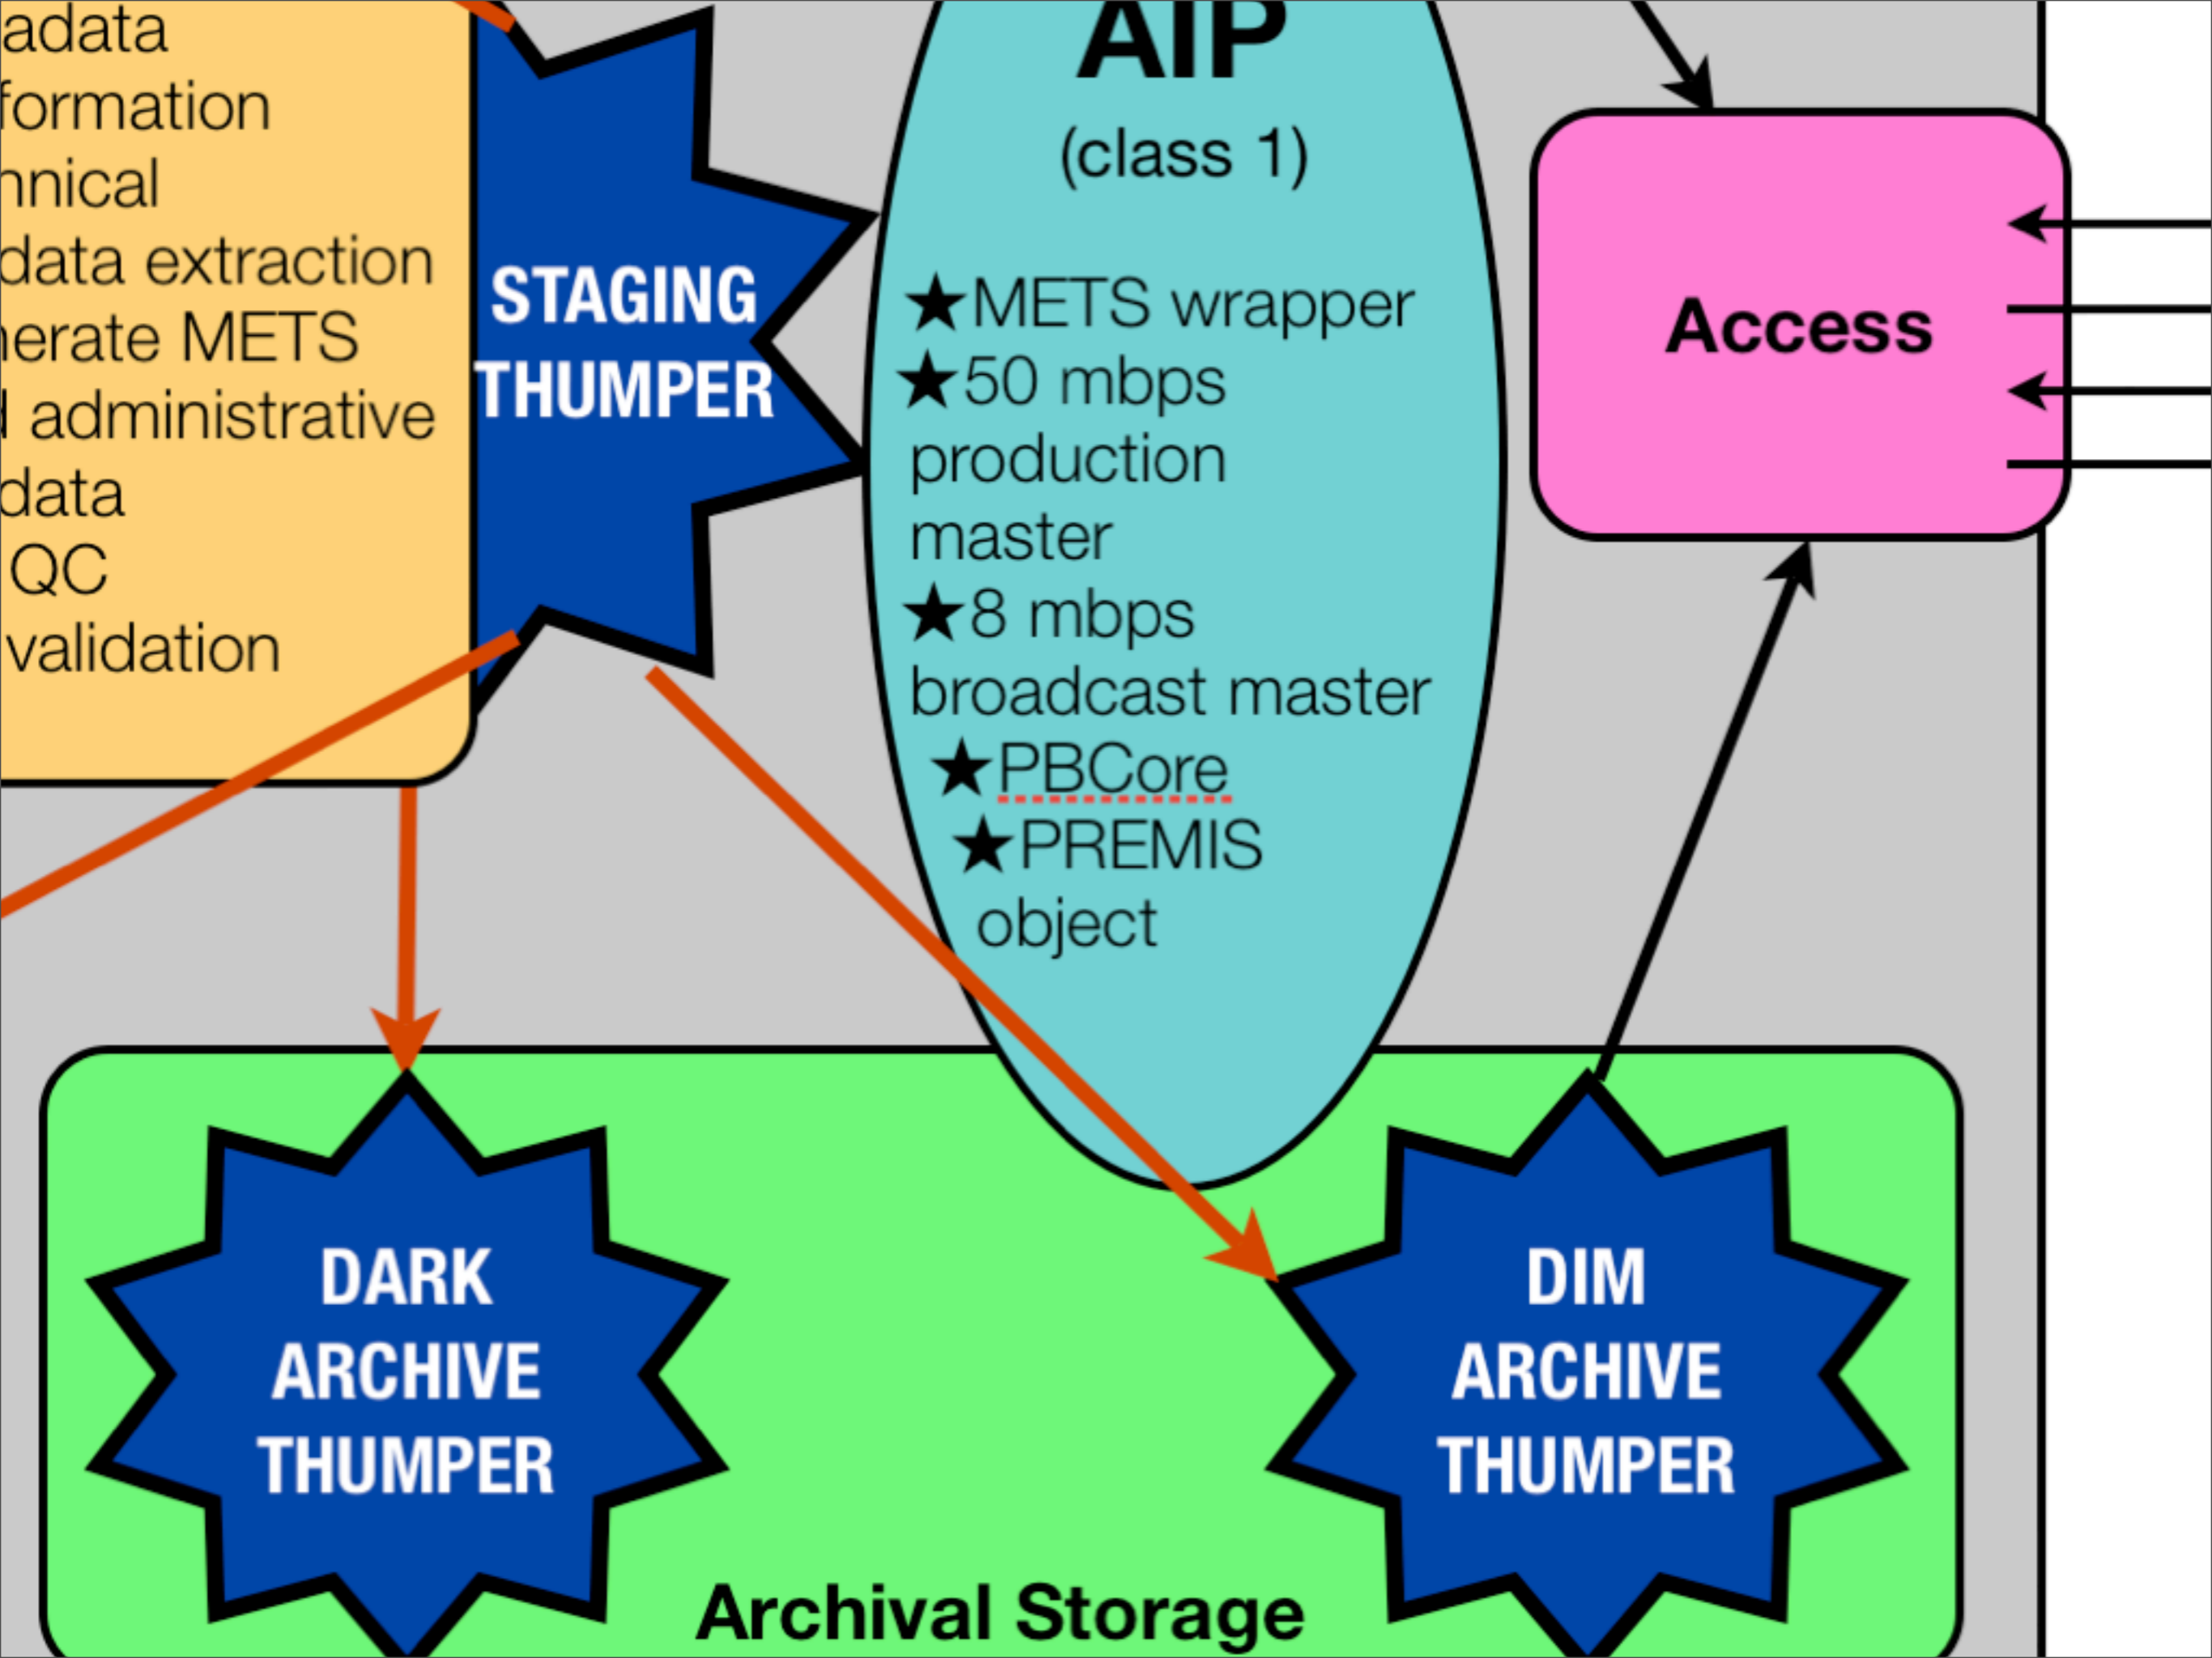 adata
formation
hnical
data extraction
nerate METS
d administrative
data
QC
validation
STAGING
THUMPER
AIP
(class 1)
★METS wrapper
★50 mbps
production
master
★8 mbps
broadcast master
★PBCore
★PREMIS
object
Access
DARK
ARCHIVE
THUMPER
DIM
ARCHIVE
THUMPER
Archival Storage